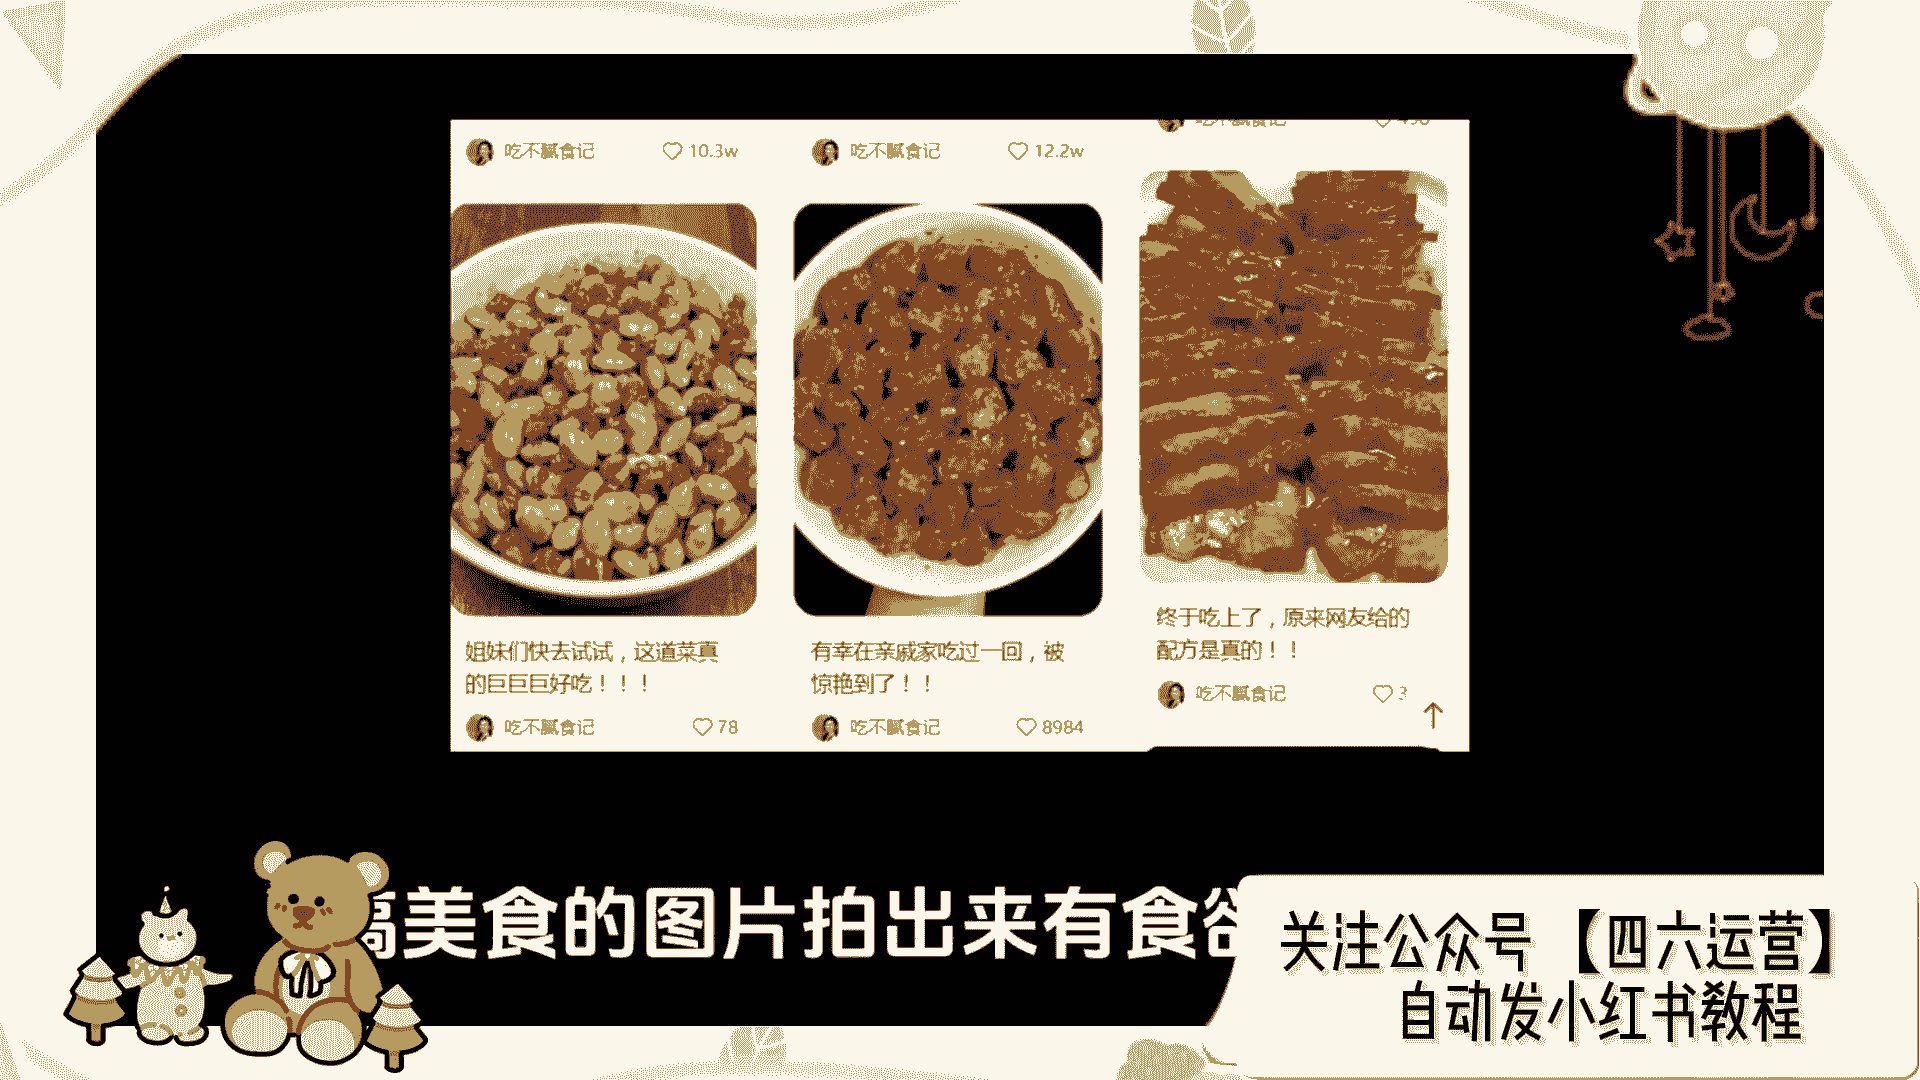 吃不腻食记 10.3w
吃不腻食记 12.2w
姐妹们快去试试，这道菜真
的巨巨巨好吃！！！
吃不腻食记 78
有幸在亲戚家吃过一回，被
惊艳到了！！
吃不腻食记 8984
终于吃上了，原来网友给的
配方是真的！！
吃不腻食记 3
美食的图片拍出来有食
关注公众号【四六运营】
自动发小红书教程